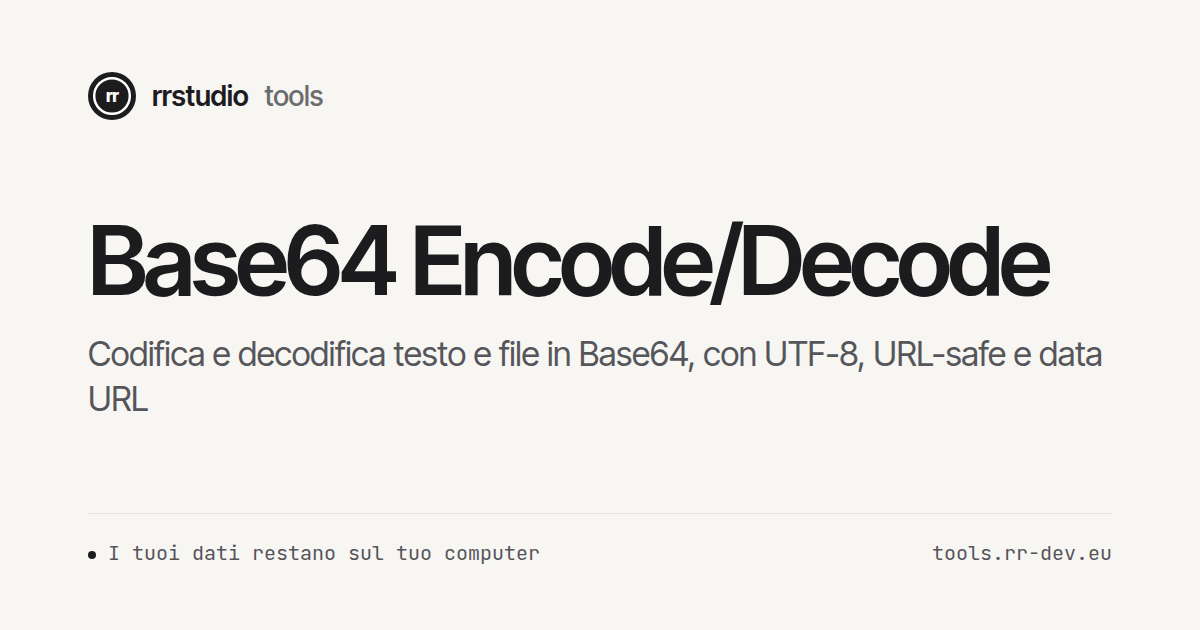 rr
rrstudio tools
Base64 Encode/Decode
Codifica e decodifica testo e file in Base64, con UTF-8, URL-safe e data
URL
I tuoi dati restano sul tuo computer
tools.rr-dev.eu